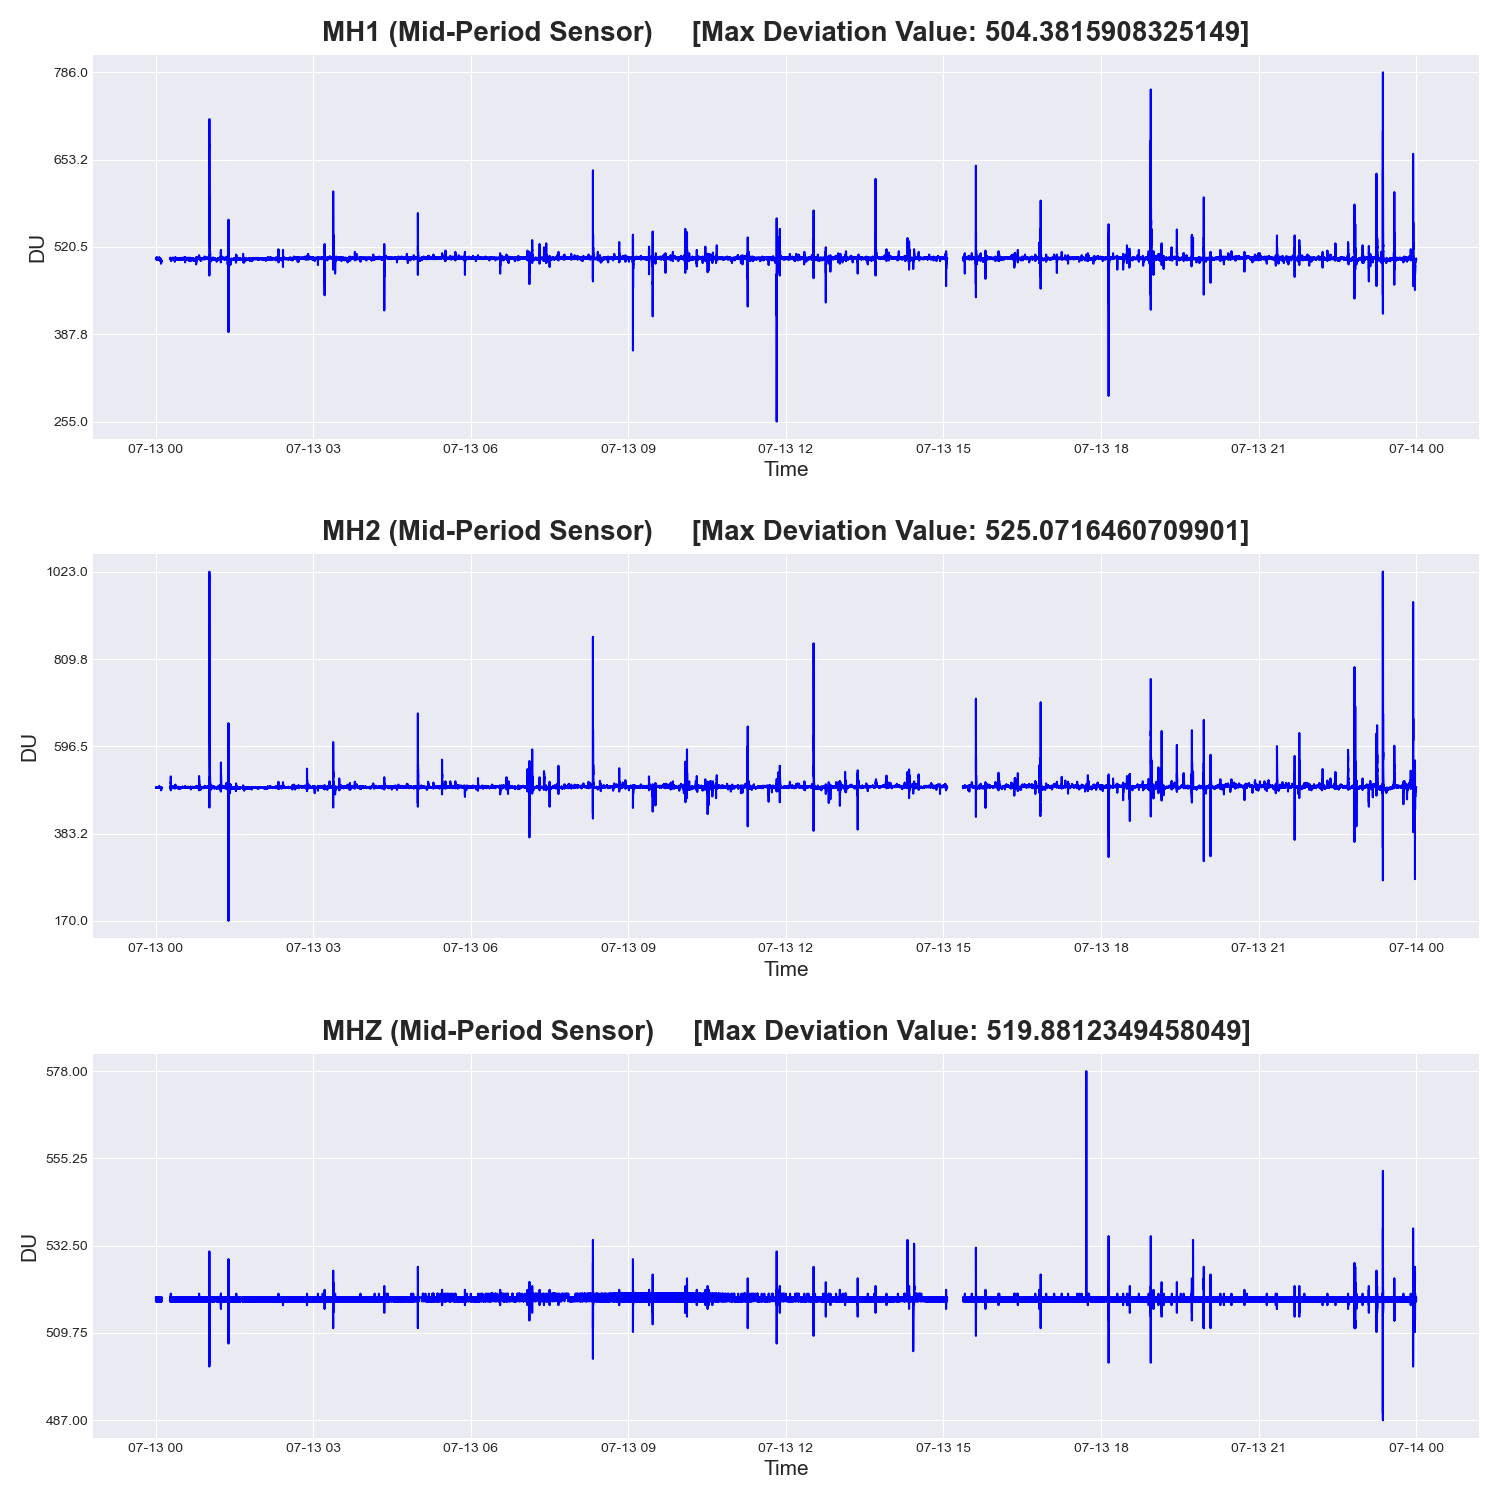 MH1 (Mid-Period Sensor)     [Max Deviation Value: 504.3815908325149]
786.0
653.2
520.5
387.8
255.0
DU
07-13 00 07-13 03 07-13 06 07-13 09 07-13 12 07-13 15 07-13 18 07-13 21 07-14 00
Time
MH2 (Mid-Period Sensor)     [Max Deviation Value: 525.0716460709901]
1023.0
809.8
596.5
383.2
170.0
DU
07-13 00 07-13 03 07-13 06 07-13 09 07-13 12 07-13 15 07-13 18 07-13 21 07-14 00
Time
MHZ (Mid-Period Sensor)     [Max Deviation Value: 519.8812349458049]
578.00
555.25
532.50
509.75
487.00
DU
07-13 00 07-13 03 07-13 06 07-13 09 07-13 12 07-13 15 07-13 18 07-13 21 07-14 00
Time